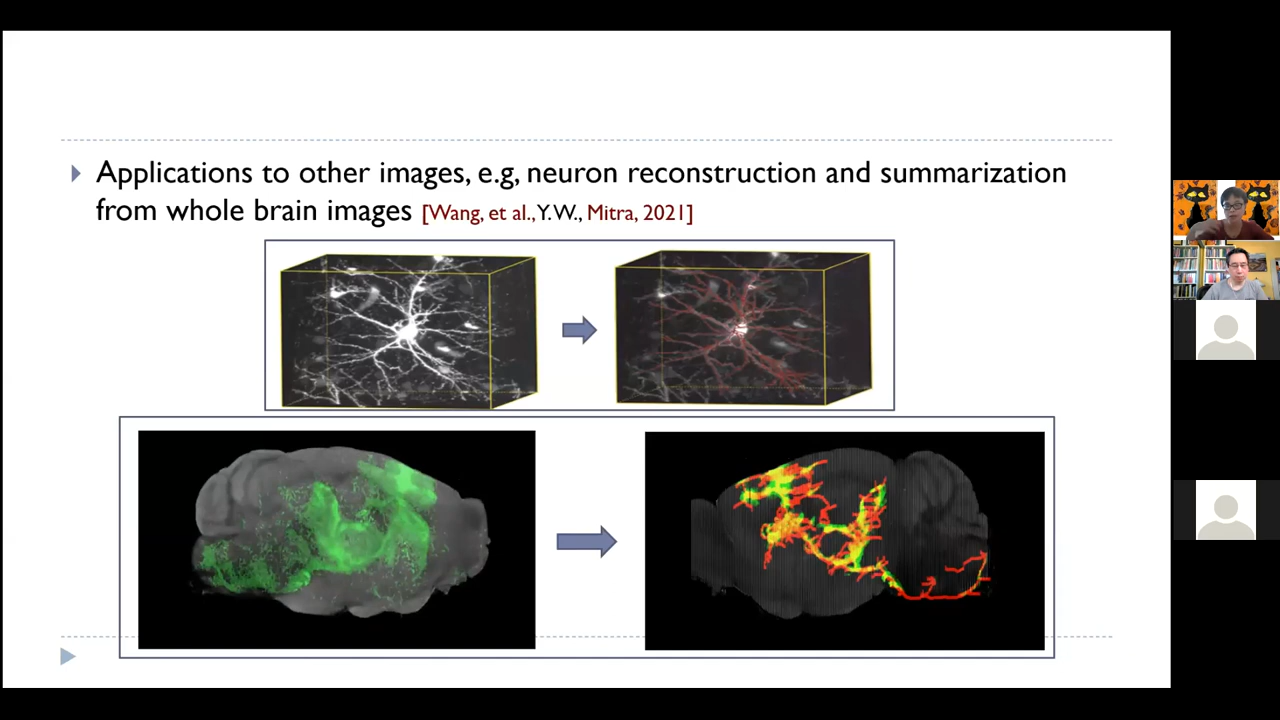 Applications to other images, e.g, neuron reconstruction and summarization
from whole brain images [Wang, et al., Y.W., Mitra, 2021]